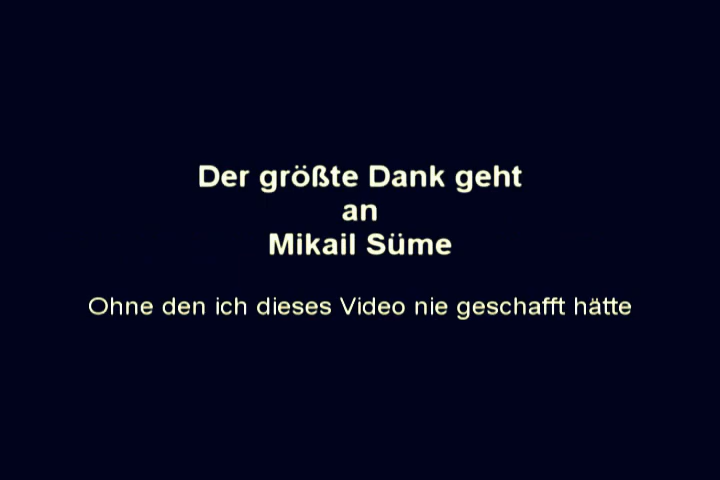 Der größte Dank geht
an
Mikail Süme
Ohne den ich dieses Video nie geschafft hätte